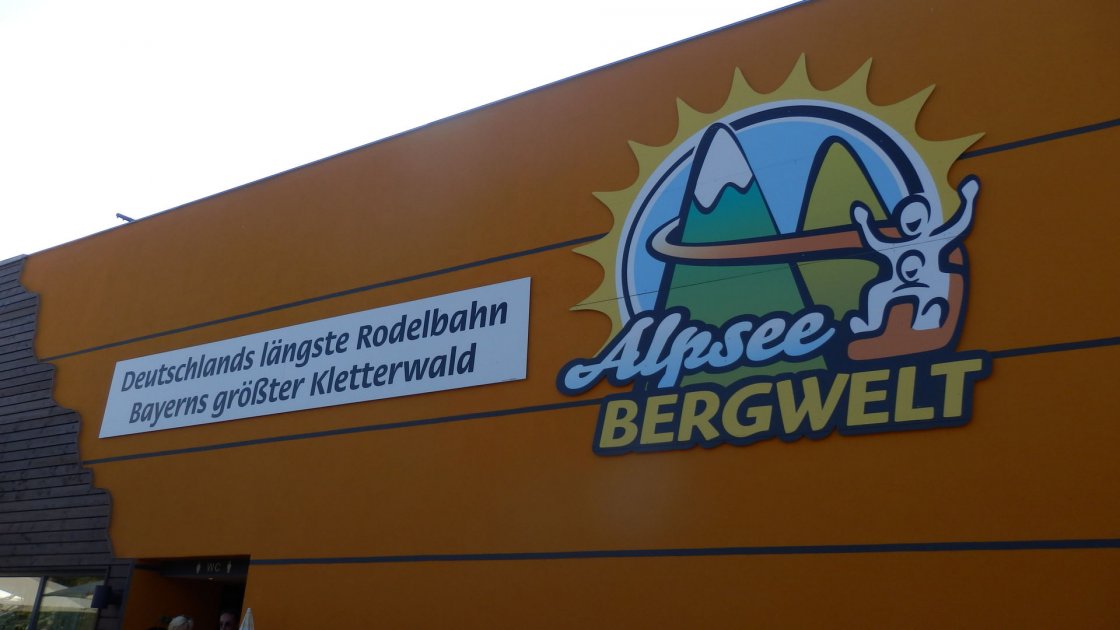 Deutschlands längste Rodelbahn
Bayerns größter Kletterwald
Alpsee
BERGWELT
WC